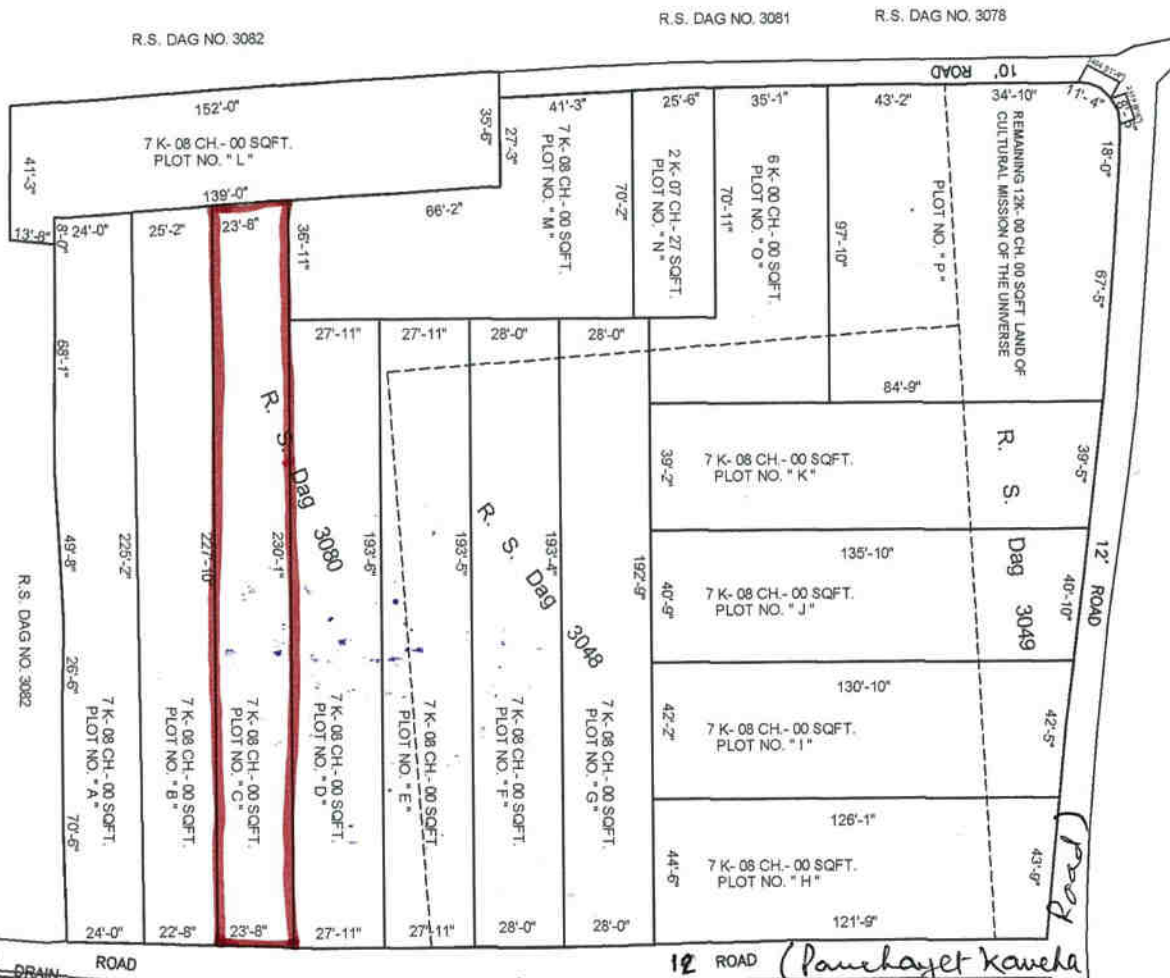 R.S. DAG NO. 3082
R.S. DAG NO. 3081
R.S. DAG NO. 3078
10' ROAD
152'-0"
7 K- 08 CH.- 00 SQFT.
PLOT NO. " L "
41'-3"
35'-6"
139'-0"
13'-6"
8'-0"
41'-3"
27'-3"
7 K- 08 CH.- 00 SQFT.
PLOT NO. " M "
66'-2"
36'-11"
70'-2"
25'-6"
2 K- 07 CH - 27 SQFT.
PLOT NO. " N "
70'-11"
35'-1"
6 K- 00 CH.- 00 SQFT.
PLOT NO. " O "
97'-10"
43'-2"
PLOT NO. " P "
84'-9"
34'-10"
REMAINING 12K- 00 CH. 00 SQFT LAND OF
CULTURAL MISSION OF THE UNIVERSE
11'-4"
18'-0"
67'-5"
24'-0"
25'-2"
23'-8"
27'-11"
27'-11"
28'-0"
28'-0"
68'-1"
49'-8"
26'-6"
70'-6"
225'-2"
227'-10"
230'-1"
193'-6"
193'-5"
193'-4"
192'-9"
R. S. Dag 3080
R. S. Dag 3048
R. S. Dag 3049
R.S. DAG NO. 3082
7 K- 08 CH.- 00 SQFT.
PLOT NO. " A "
7 K- 08 CH.- 00 SQFT.
PLOT NO. " B "
7 K- 08 CH.- 00 SQFT.
PLOT NO. " C "
7 K- 08 CH.- 00 SQFT.
PLOT NO. " D "
7 K- 08 CH.- 00 SQFT.
PLOT NO. " E "
7 K- 08 CH.- 00 SQFT.
PLOT NO. " F "
7 K- 08 CH.- 00 SQFT.
PLOT NO. " G "
39'-2"
7 K- 08 CH.- 00 SQFT.
PLOT NO. " K "
39'-5"
135'-10"
40'-9"
7 K- 08 CH.- 00 SQFT.
PLOT NO. " J "
40'-10"
12' ROAD
130'-10"
42'-2"
7 K- 08 CH.- 00 SQFT.
PLOT NO. " I "
42'-5"
126'-1"
44'-6"
7 K- 08 CH.- 00 SQFT.
PLOT NO. " H "
43'-9"
121'-9"
24'-0"
22'-8"
23'-8"
27'-11"
27'-11"
28'-0"
28'-0"
DRAIN
ROAD
12 ROAD (Panchayet Kancha
Road)